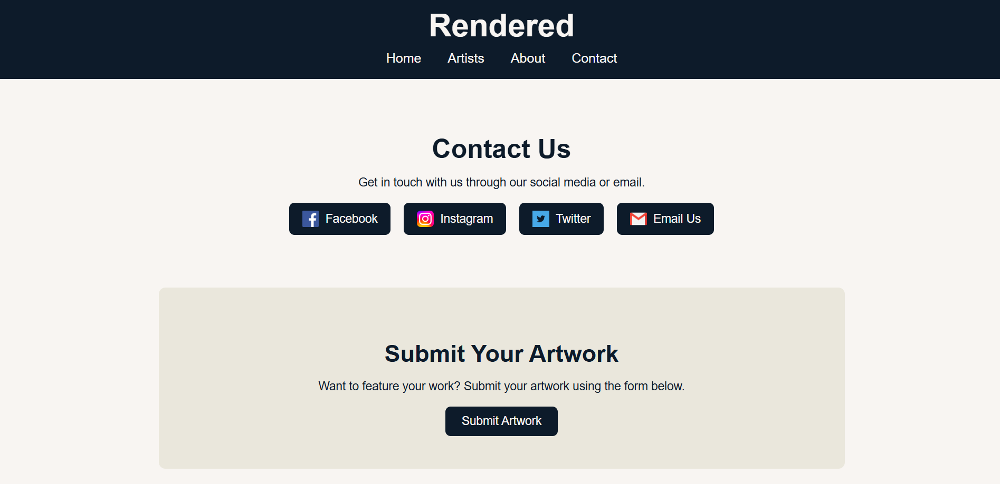 Rendered
Home Artists About Contact
Contact Us
Get in touch with us through our social media or email.
Facebook Instagram Twitter Email Us
Submit Your Artwork
Want to feature your work? Submit your artwork using the form below.
Submit Artwork